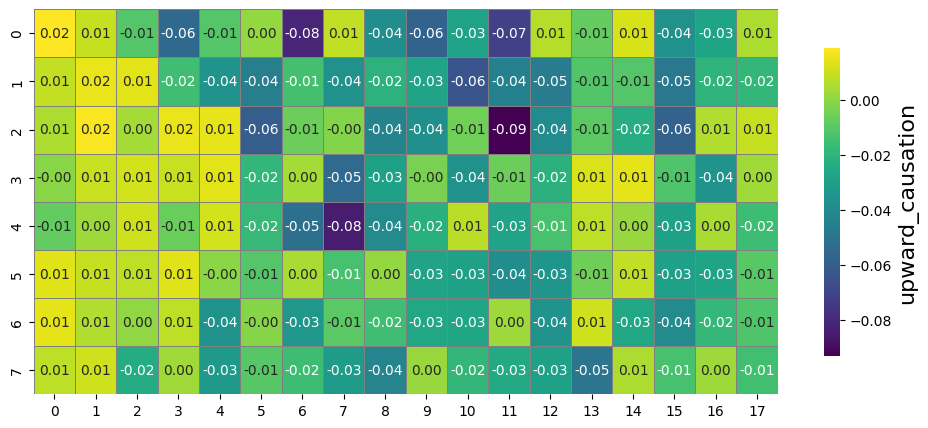 0 0.02 0.01 -0.01 -0.06 -0.01 0.00 -0.08 0.01 -0.04 -0.06 -0.03 -0.07 0.01 -0.01 0.01 -0.04 -0.03 0.01
1 0.01 0.02 0.01 -0.02 -0.04 -0.04 -0.01 -0.04 -0.02 -0.03 -0.06 -0.04 -0.05 -0.01 -0.01 -0.05 -0.02 -0.02
2 0.01 0.02 0.00 0.02 0.01 -0.06 -0.01 -0.00 -0.04 -0.04 -0.01 -0.09 -0.04 -0.01 -0.02 -0.06 0.01 0.01
3 -0.00 0.01 0.01 0.01 0.01 -0.02 0.00 -0.05 -0.03 -0.00 -0.04 -0.01 -0.02 0.01 0.01 -0.01 -0.04 0.00
4 -0.01 0.00 0.01 -0.01 0.01 -0.02 -0.05 -0.08 -0.04 -0.02 0.01 -0.03 -0.01 0.01 0.00 -0.03 0.00 -0.02
5 0.01 0.01 0.01 0.01 -0.00 -0.01 0.00 -0.01 0.00 -0.03 -0.03 -0.04 -0.03 -0.01 0.01 -0.03 -0.03 -0.01
6 0.01 0.01 0.00 0.01 -0.04 -0.00 -0.03 -0.01 -0.02 -0.03 -0.03 0.00 -0.04 0.01 -0.03 -0.04 -0.02 -0.01
7 0.01 0.01 -0.02 0.00 -0.03 -0.01 -0.02 -0.03 -0.04 0.00 -0.02 -0.03 -0.03 -0.05 0.01 -0.01 0.00 -0.01
0 1 2 3 4 5 6 7 8 9 10 11 12 13 14 15 16 17
0.00
−0.02
−0.04
−0.06
−0.08
upward_causation